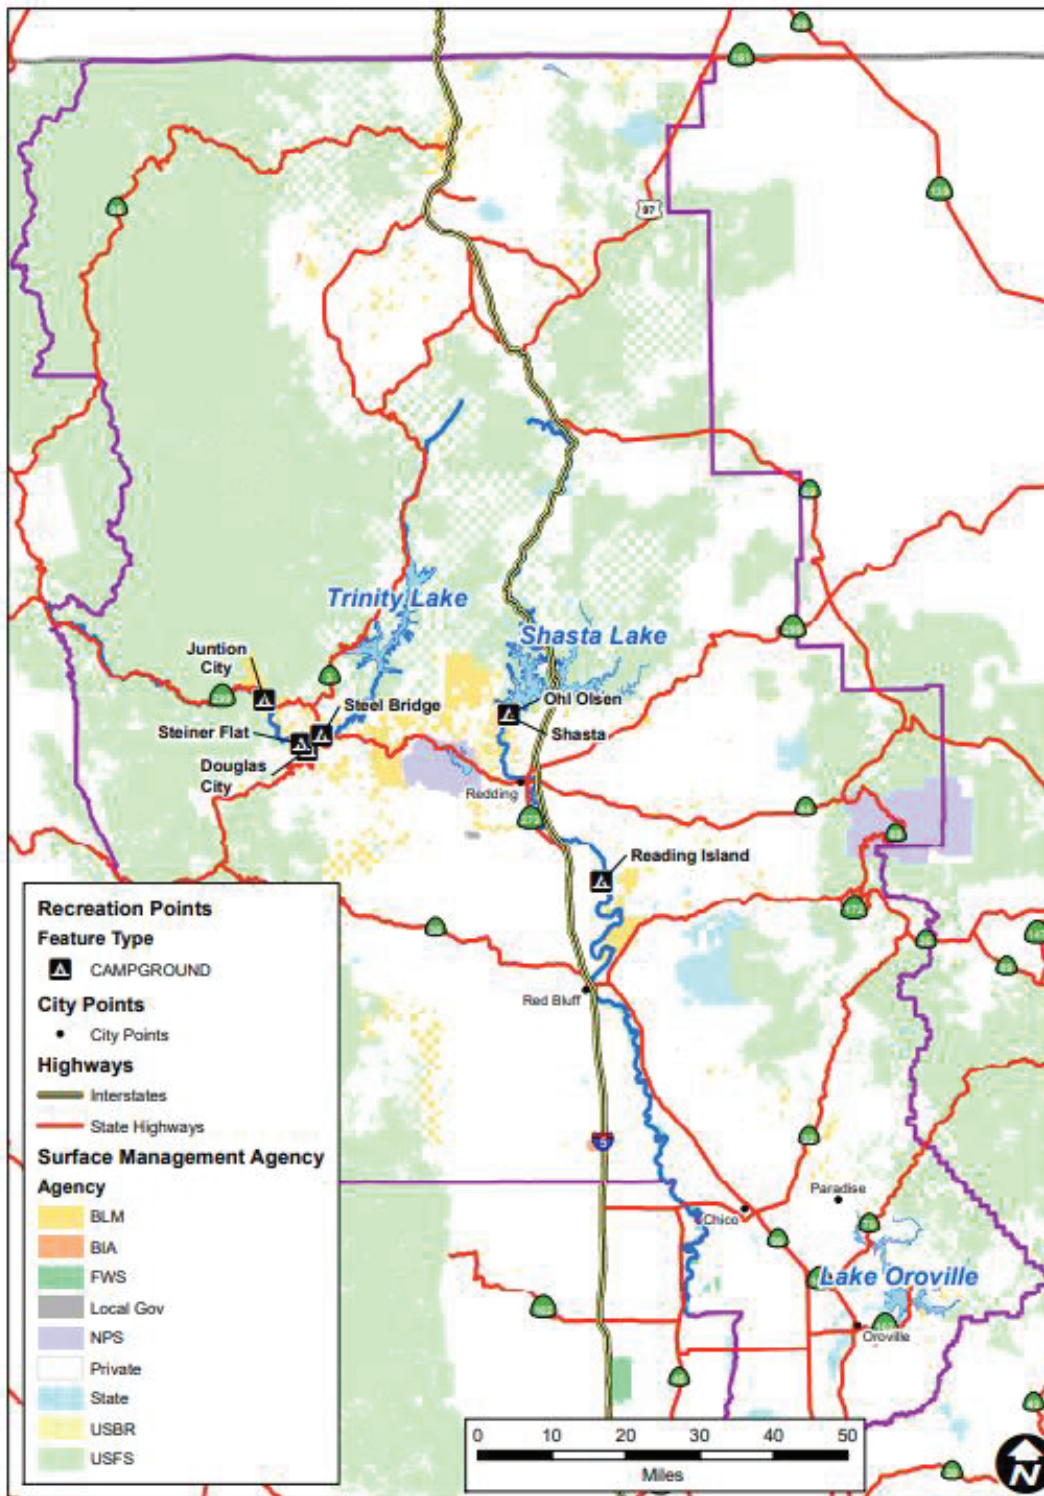 97
Trinity Lake
Shasta Lake
Juntion
City
Steel Bridge
Steiner Flat
Douglas
City
Ohl Olsen
Shasta
Redding
Reading Island
Red Bluff
172
5
32
Chico
Paradise
Lake Oroville
Oroville
Recreation Points
Feature Type
CAMPGROUND
City Points
City Points
Highways
Interstates
State Highways
Surface Management Agency
Agency
BLM
BIA
FWS
Local Gov
NPS
Private
State
USBR
USFS
0 10 20 30 40 50
Miles
N